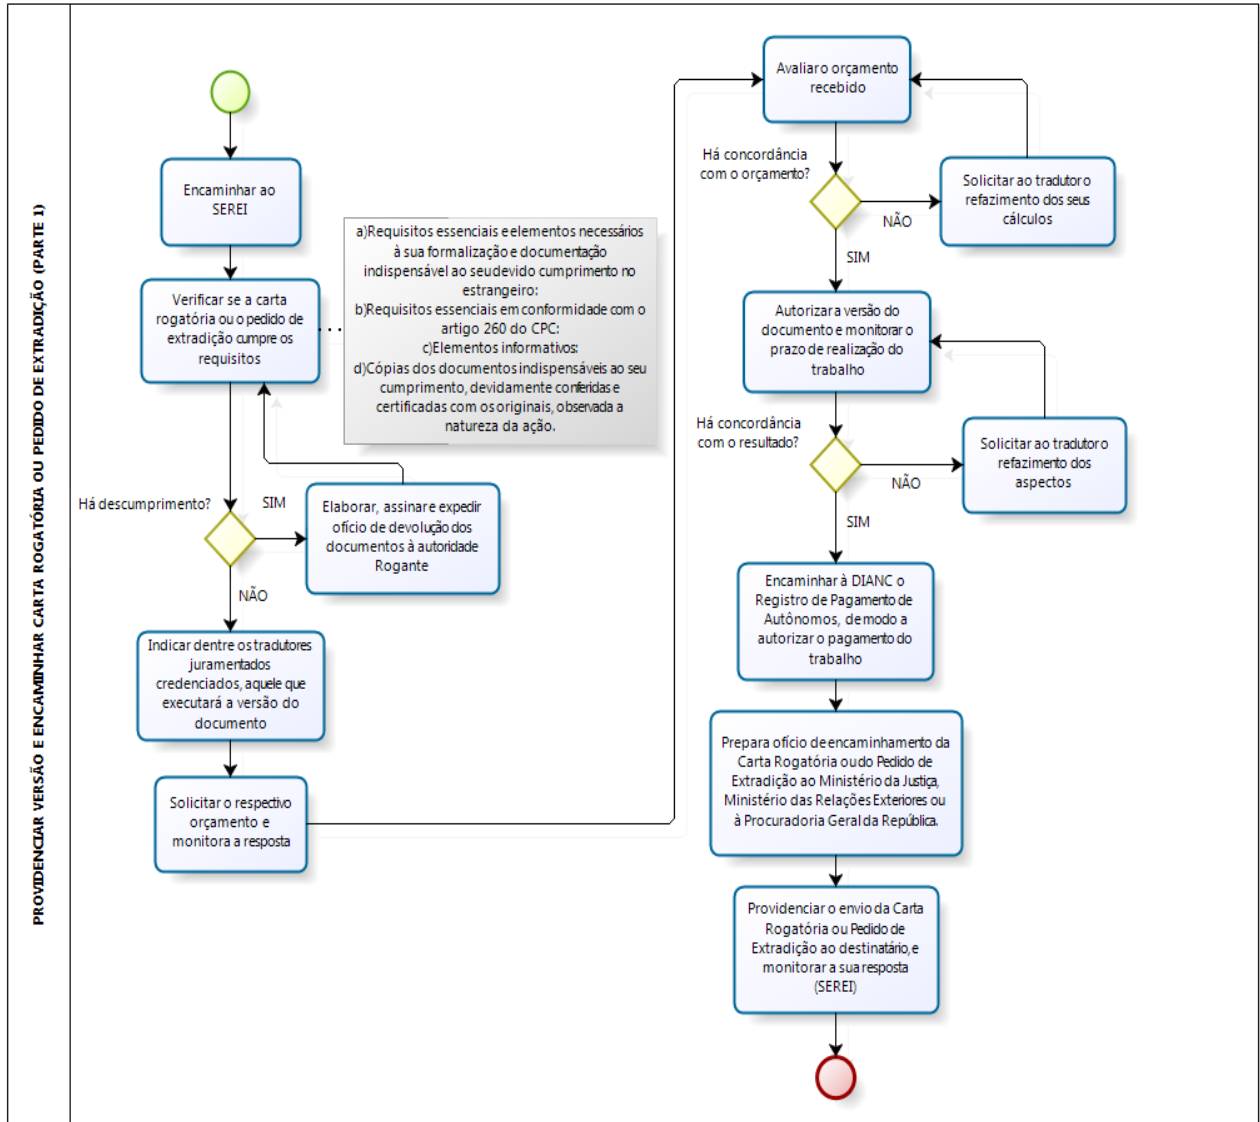 PROVIDENCIAR VERSÃO E ENCAMINHAR CARTA ROGATÓRIA OU PEDIDO DE EXTRADIÇÃO (PARTE 1)
Encaminhar ao
SEREI
Verificar se a carta
rogatória ou o pedido de
extradição cumpre os
requisitos
a)Requisitos essenciais e elementos necessários
à sua formalização e documentação
indispensável ao seu devido cumprimento no
estrangeiro:
b)Requisitos essenciais em conformidade com o
artigo 260 do CPC:
c)Elementos informativos:
d)Cópias dos documentos indispensáveis ao seu
cumprimento, devidamente conferidas e
certificadas com os originais, observada a
natureza da ação.
Há descumprimento?
SIM
Elaborar, assinar e expedir
ofício de devolução dos
documentos à autoridade
Rogante
NÃO
Indicar dentre os tradutores
juramentados
credenciados, aquele que
executará a versão do
documento
Solicitar o respectivo
orçamento e
monitora a resposta
Avaliar o orçamento
recebido
Há concordância
com o orçamento?
NÃO
Solicitar ao tradutor o
refazimento dos seus
cálculos
SIM
Autorizar a versão do
documento e monitorar o
prazo de realização do
trabalho
Há concordância
com o resultado?
NÃO
Solicitar ao tradutor o
refazimento dos
aspectos
SIM
Encaminhar à DIANC o
Registro de Pagamento de
Autônomos, de modo a
autorizar o pagamento do
trabalho
Prepara ofício de encaminhamento da
Carta Rogatória ou do Pedido de
Extradição ao Ministério da Justiça,
Ministério das Relações Exteriores ou
à Procuradoria Geral da República.
Providenciar o envio da Carta
Rogatória ou Pedido de
Extradição ao destinatário, e
monitorar a sua resposta
(SEREI)